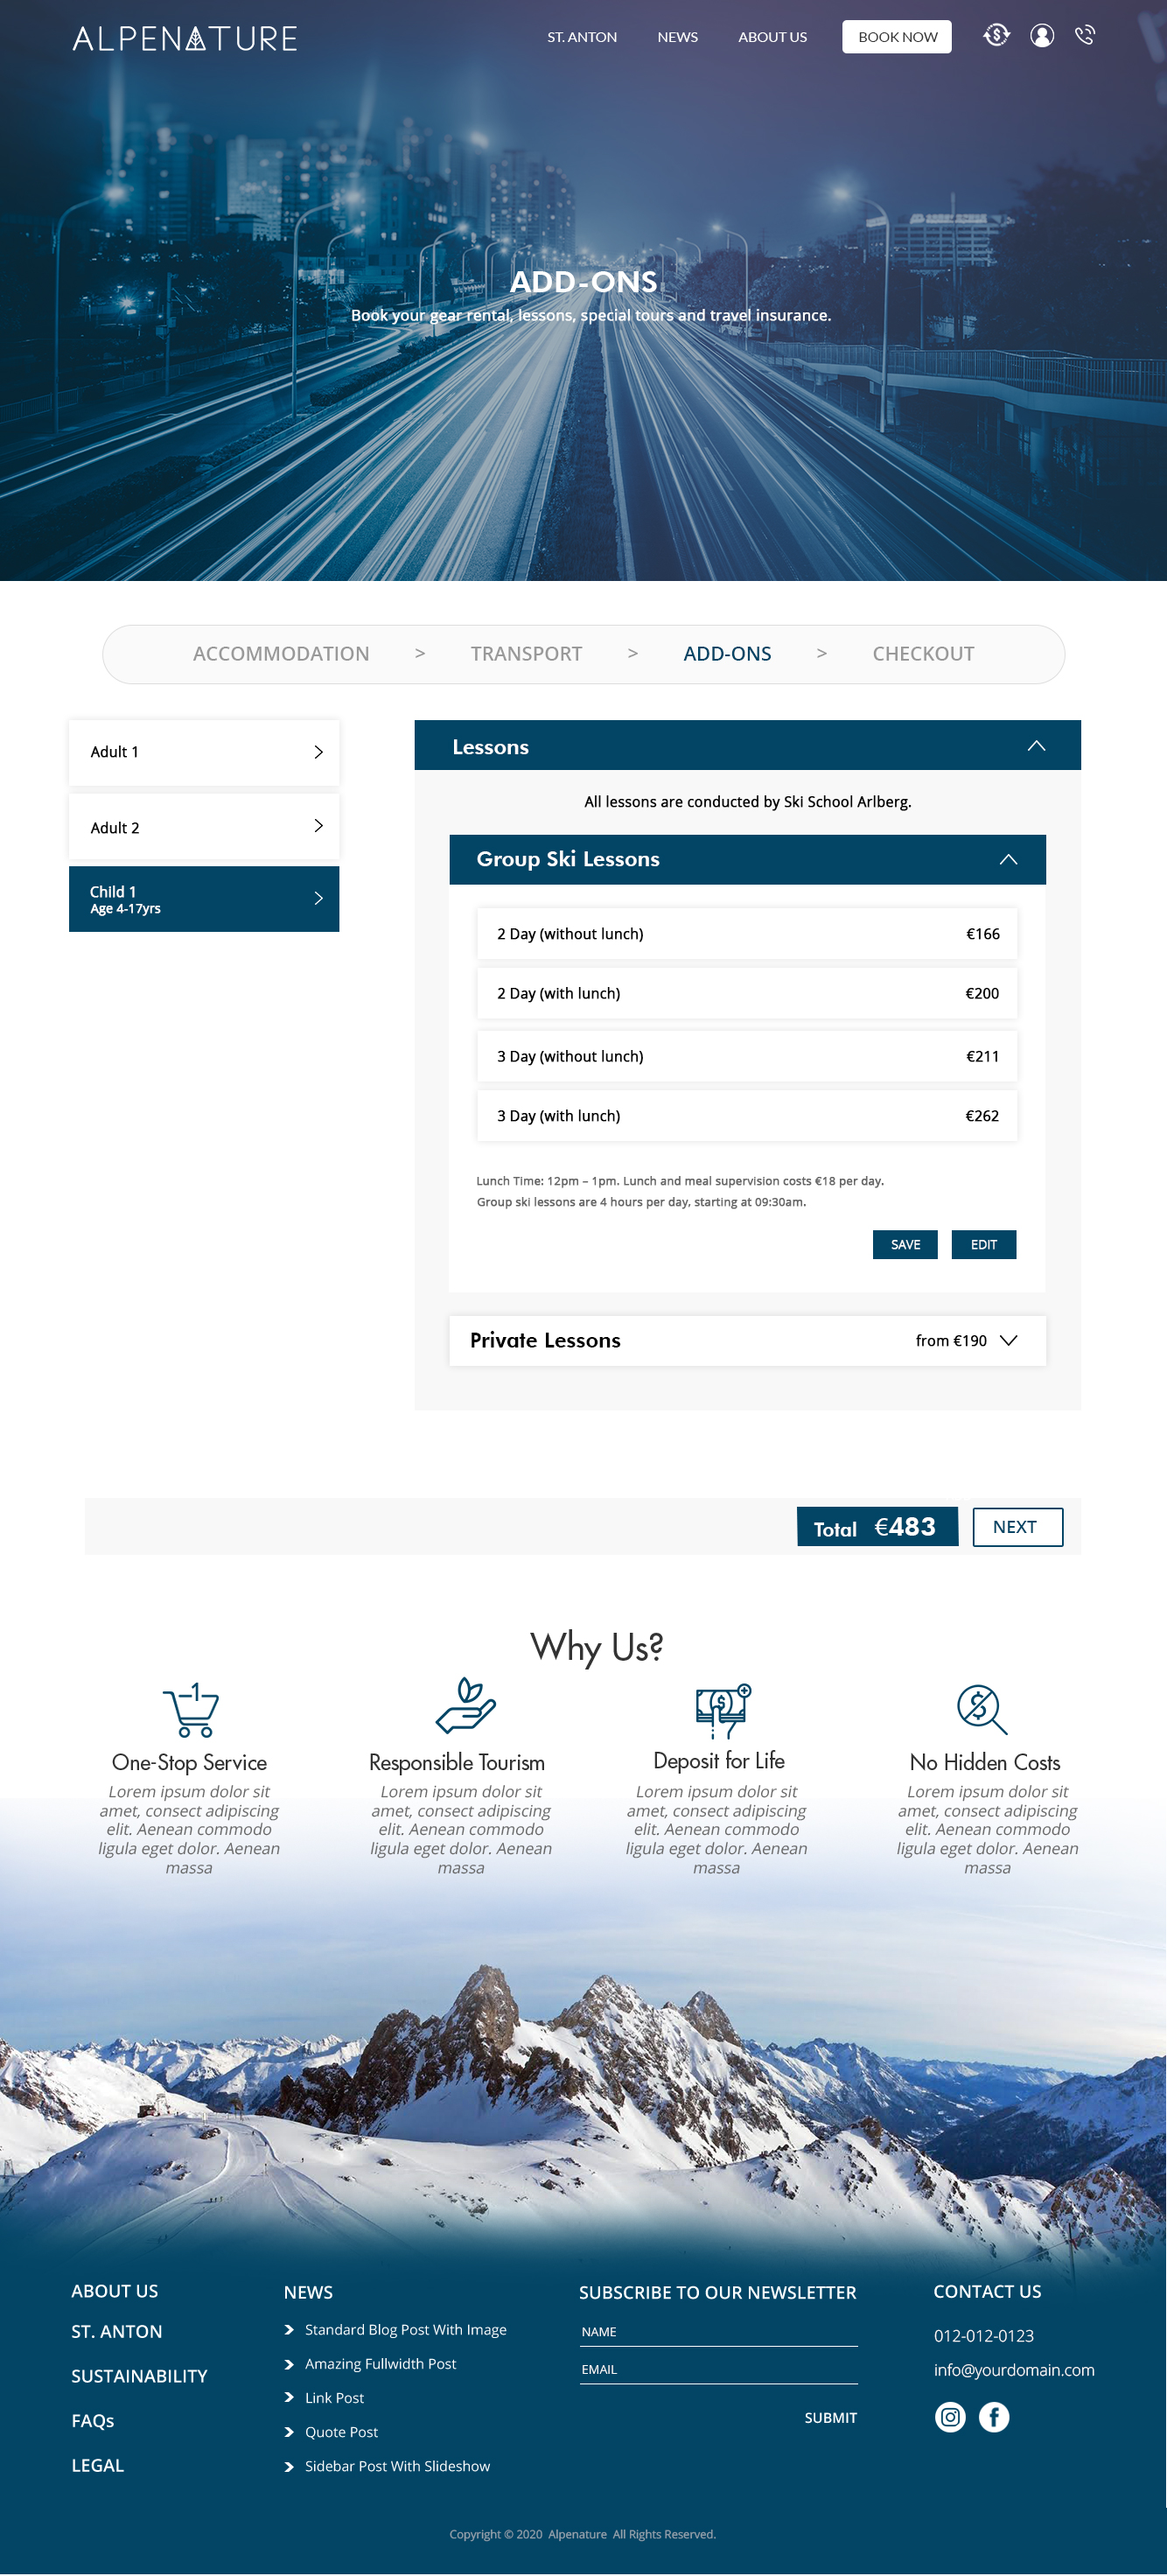 ALPENATURE
ST. ANTON
NEWS
ABOUT US
BOOK NOW
ADD-ONS
Book your gear rental, lessons, special tours and travel insurance.
ACCOMMODATION > TRANSPORT > ADD-ONS > CHECKOUT
Adult 1
Adult 2
Child 1
Age 4-17yrs
Lessons
All lessons are conducted by Ski School Arlberg.
Group Ski Lessons
2 Day (without lunch) €166
2 Day (with lunch) €200
3 Day (without lunch) €211
3 Day (with lunch) €262
Lunch Time: 12pm – 1pm. Lunch and meal supervision costs €18 per day.
Group ski lessons are 4 hours per day, starting at 09:30am.
SAVE
EDIT
Private Lessons from €190
Total €483
NEXT
Why Us?
One-Stop Service
Lorem ipsum dolor sit
amet, consect adipiscing
elit. Aenean commodo
ligula eget dolor. Aenean
massa
Responsible Tourism
Lorem ipsum dolor sit
amet, consect adipiscing
elit. Aenean commodo
ligula eget dolor. Aenean
massa
Deposit for Life
Lorem ipsum dolor sit
amet, consect adipiscing
elit. Aenean commodo
ligula eget dolor. Aenean
massa
No Hidden Costs
Lorem ipsum dolor sit
amet, consect adipiscing
elit. Aenean commodo
ligula eget dolor. Aenean
massa
ABOUT US
ST. ANTON
SUSTAINABILITY
FAQs
LEGAL
NEWS
Standard Blog Post With Image
Amazing Fullwidth Post
Link Post
Quote Post
Sidebar Post With Slideshow
SUBSCRIBE TO OUR NEWSLETTER
NAME
EMAIL
SUBMIT
CONTACT US
012-012-0123
info@yourdomain.com
Copyright © 2020 Alpenature All Rights Reserved.